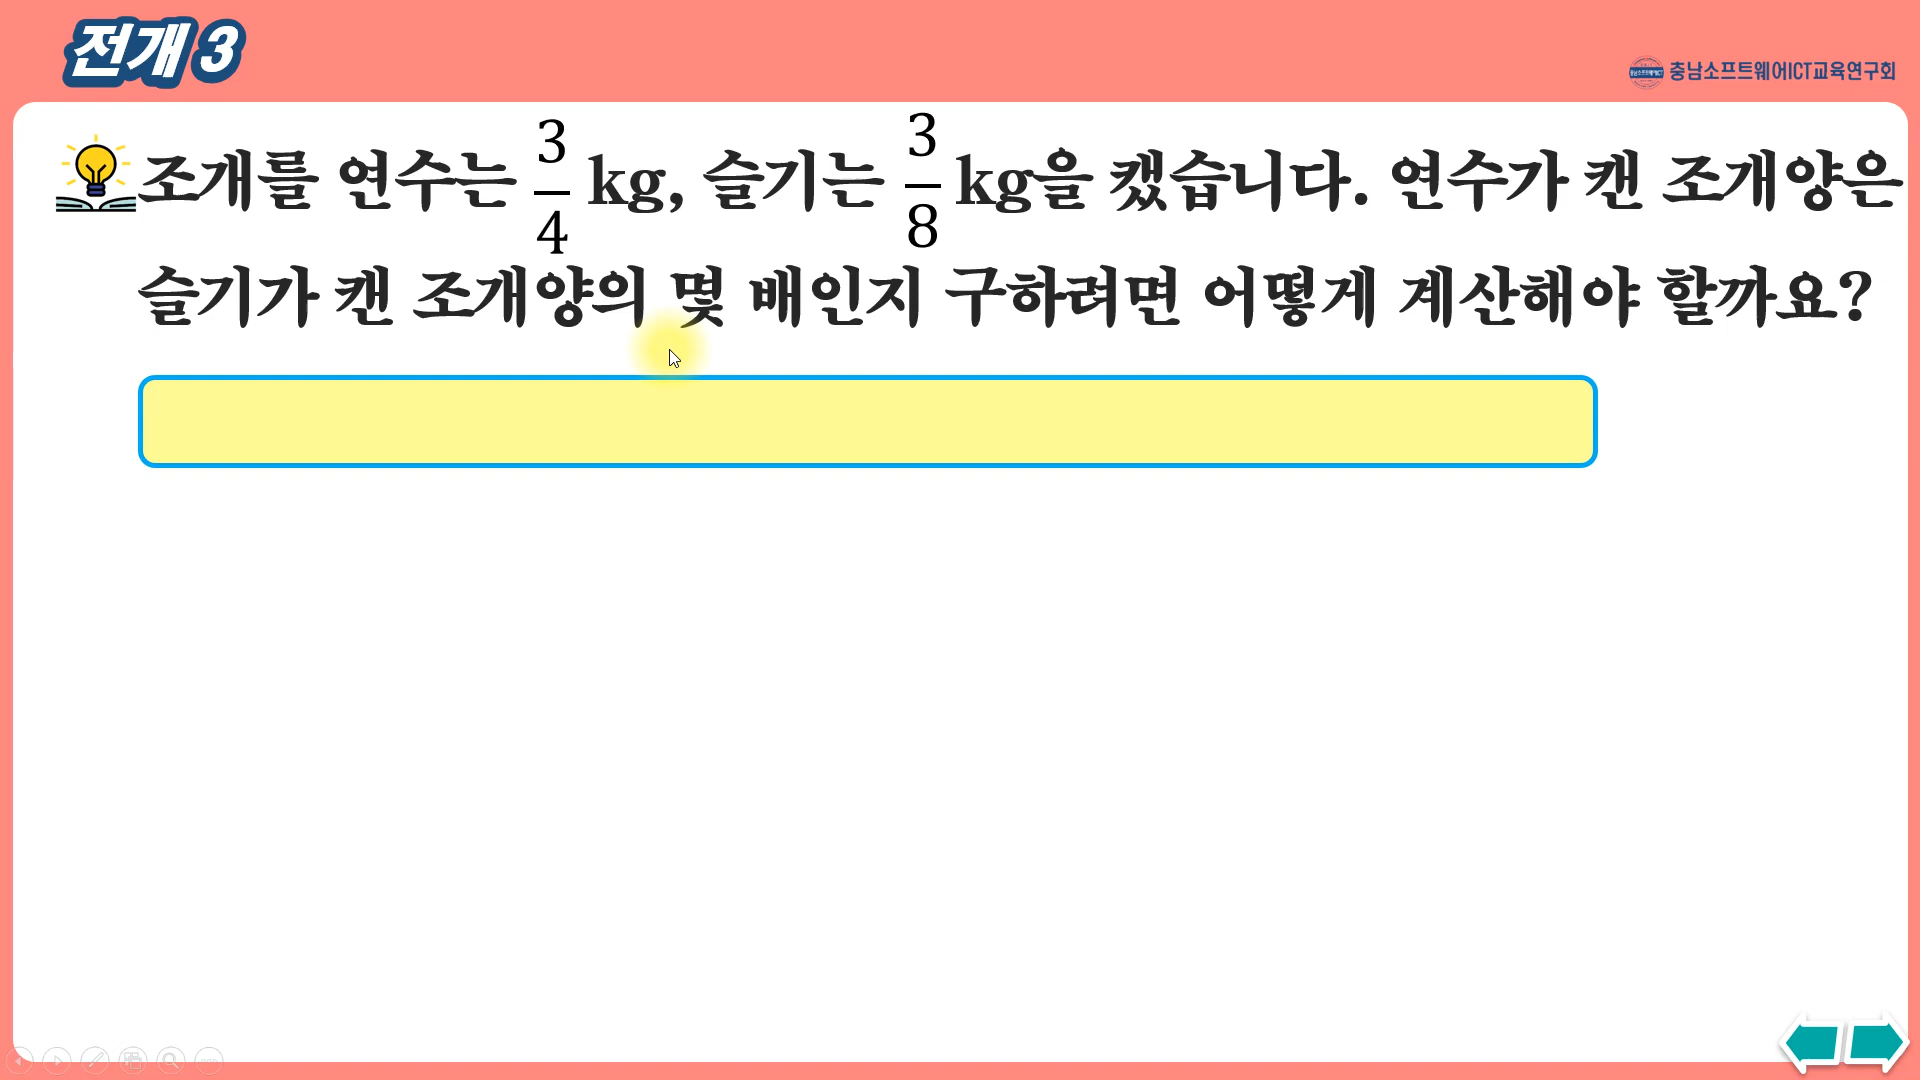 전개 3
충남소프트웨어ICT교육연구회
조개를 연수는 3/4 kg, 슬기는 3/8 kg을 캤습니다. 연수가 캔 조개양은
슬기가 캔 조개양의 몇 배인지 구하려면 어떻게 계산해야 할까요?